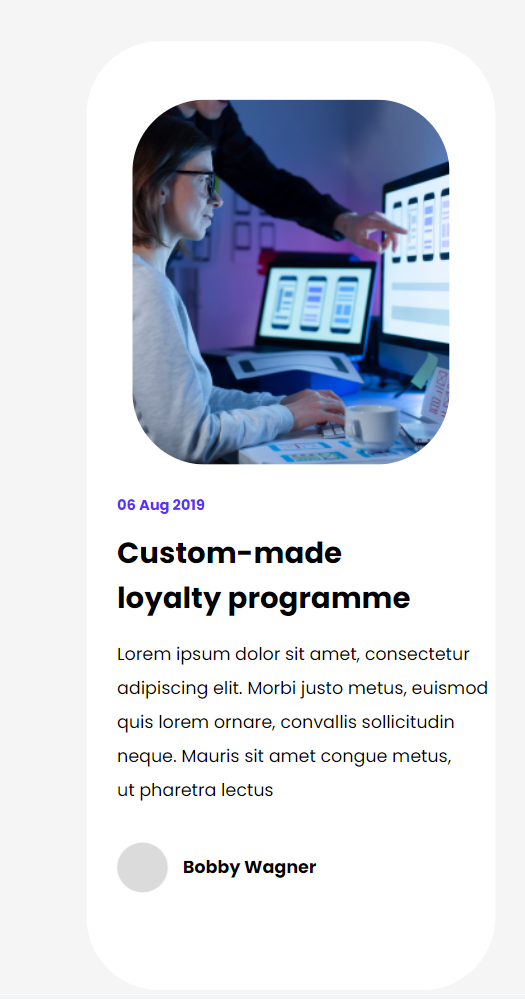 06 Aug 2019
Custom-made
loyalty programme
Lorem ipsum dolor sit amet, consectetur
adipiscing elit. Morbi justo metus, euismod
quis lorem ornare, convallis sollicitudin
neque. Mauris sit amet congue metus,
ut pharetra lectus
Bobby Wagner